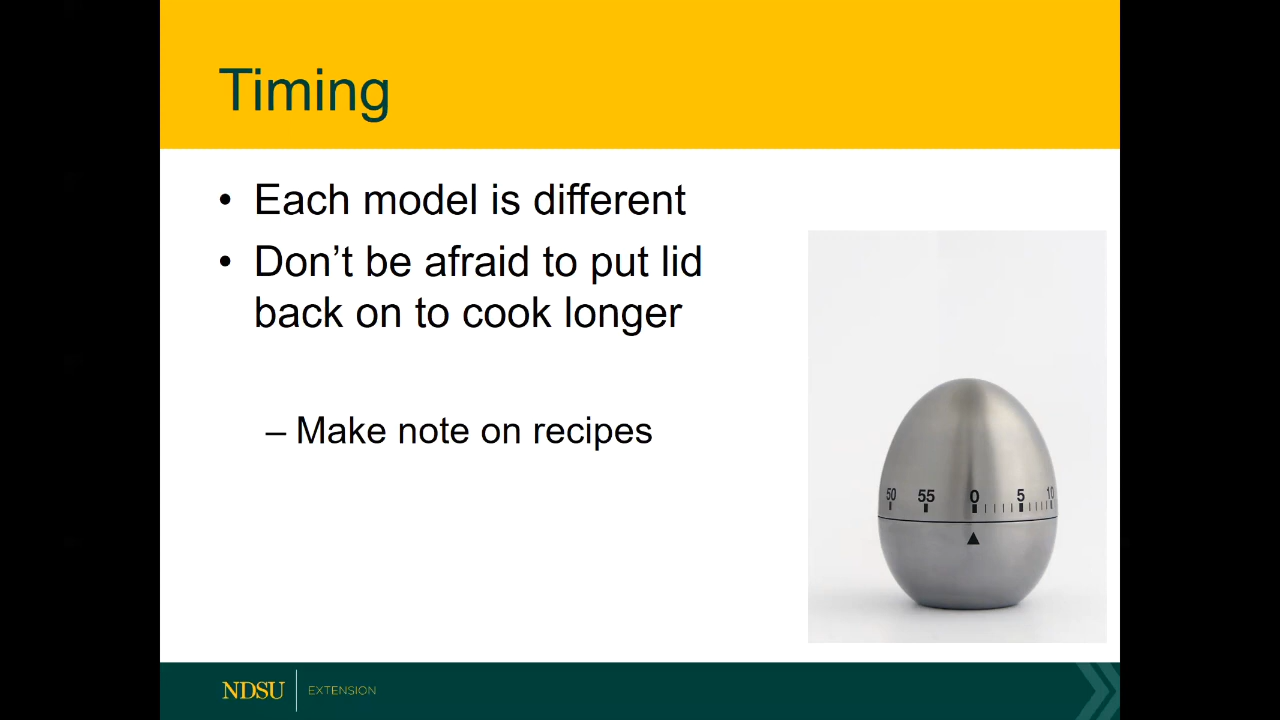 Timing
• Each model is different
• Don’t be afraid to put lid
back on to cook longer
– Make note on recipes
50 55 0 5 10
NDSU EXTENSION